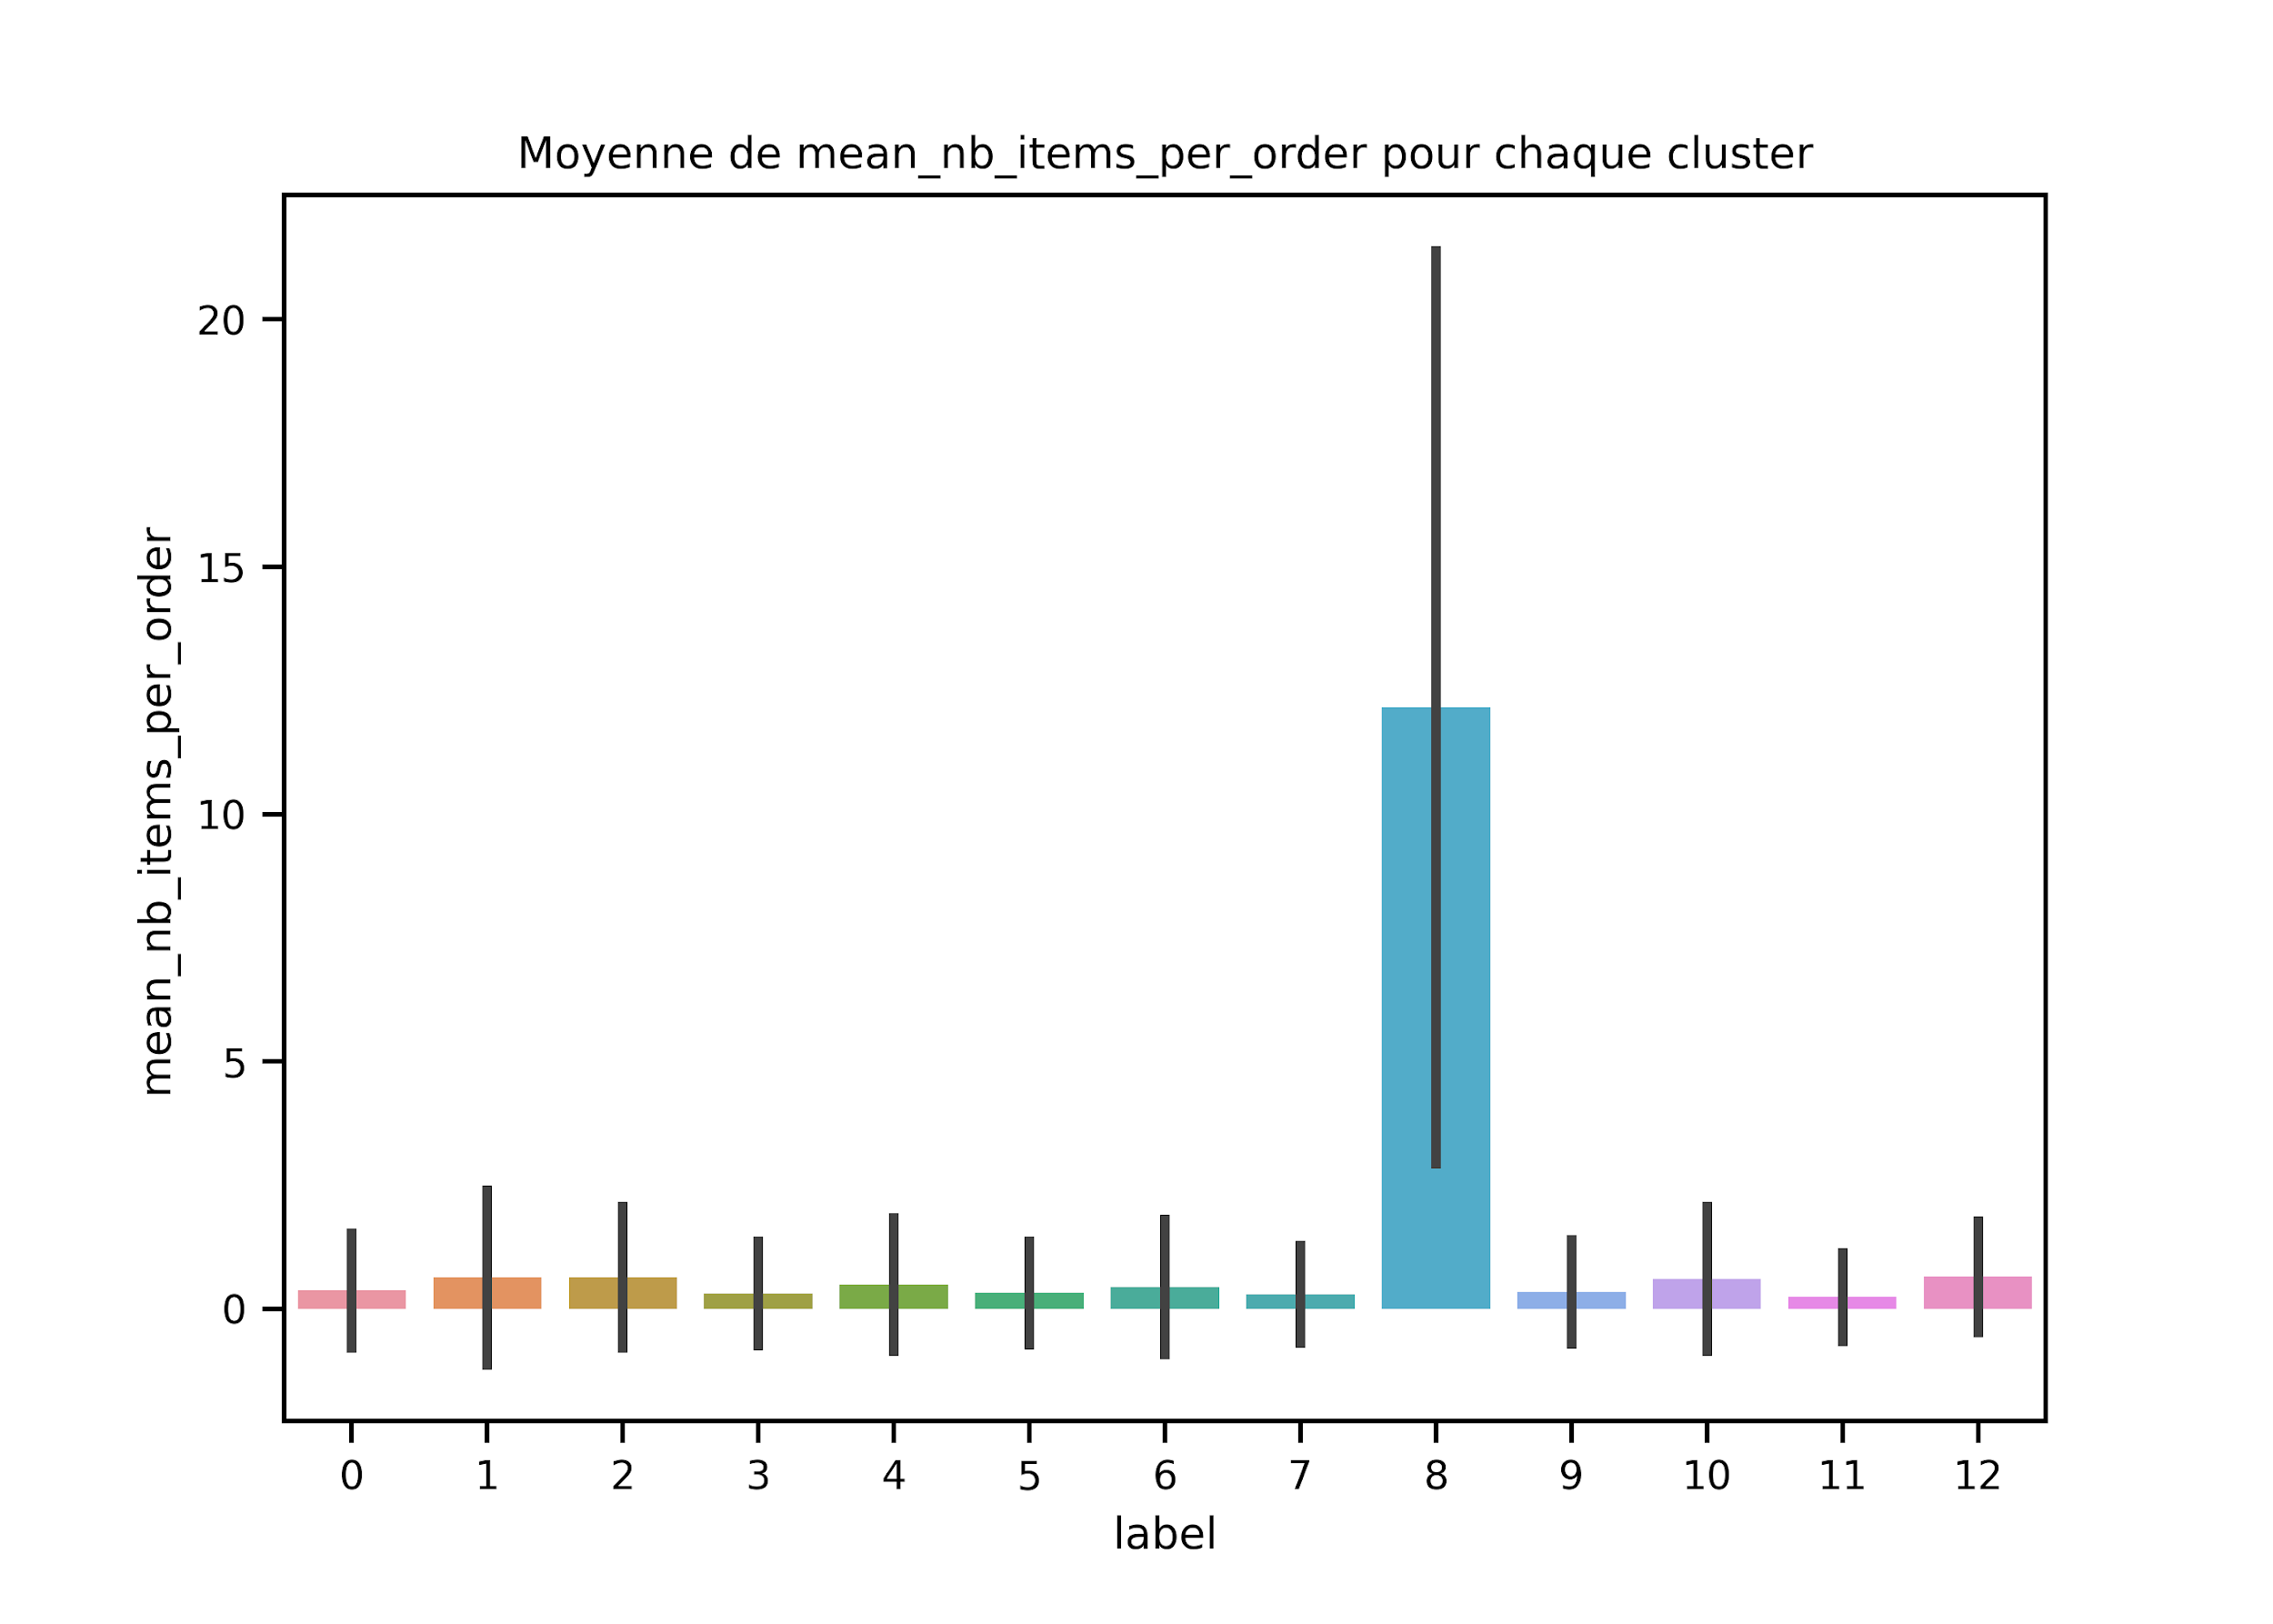 Moyenne de mean_nb_items_per_order pour chaque cluster
mean_nb_items_per_order
20
15
10
5
0
0 1 2 3 4 5 6 7 8 9 10 11 12
label